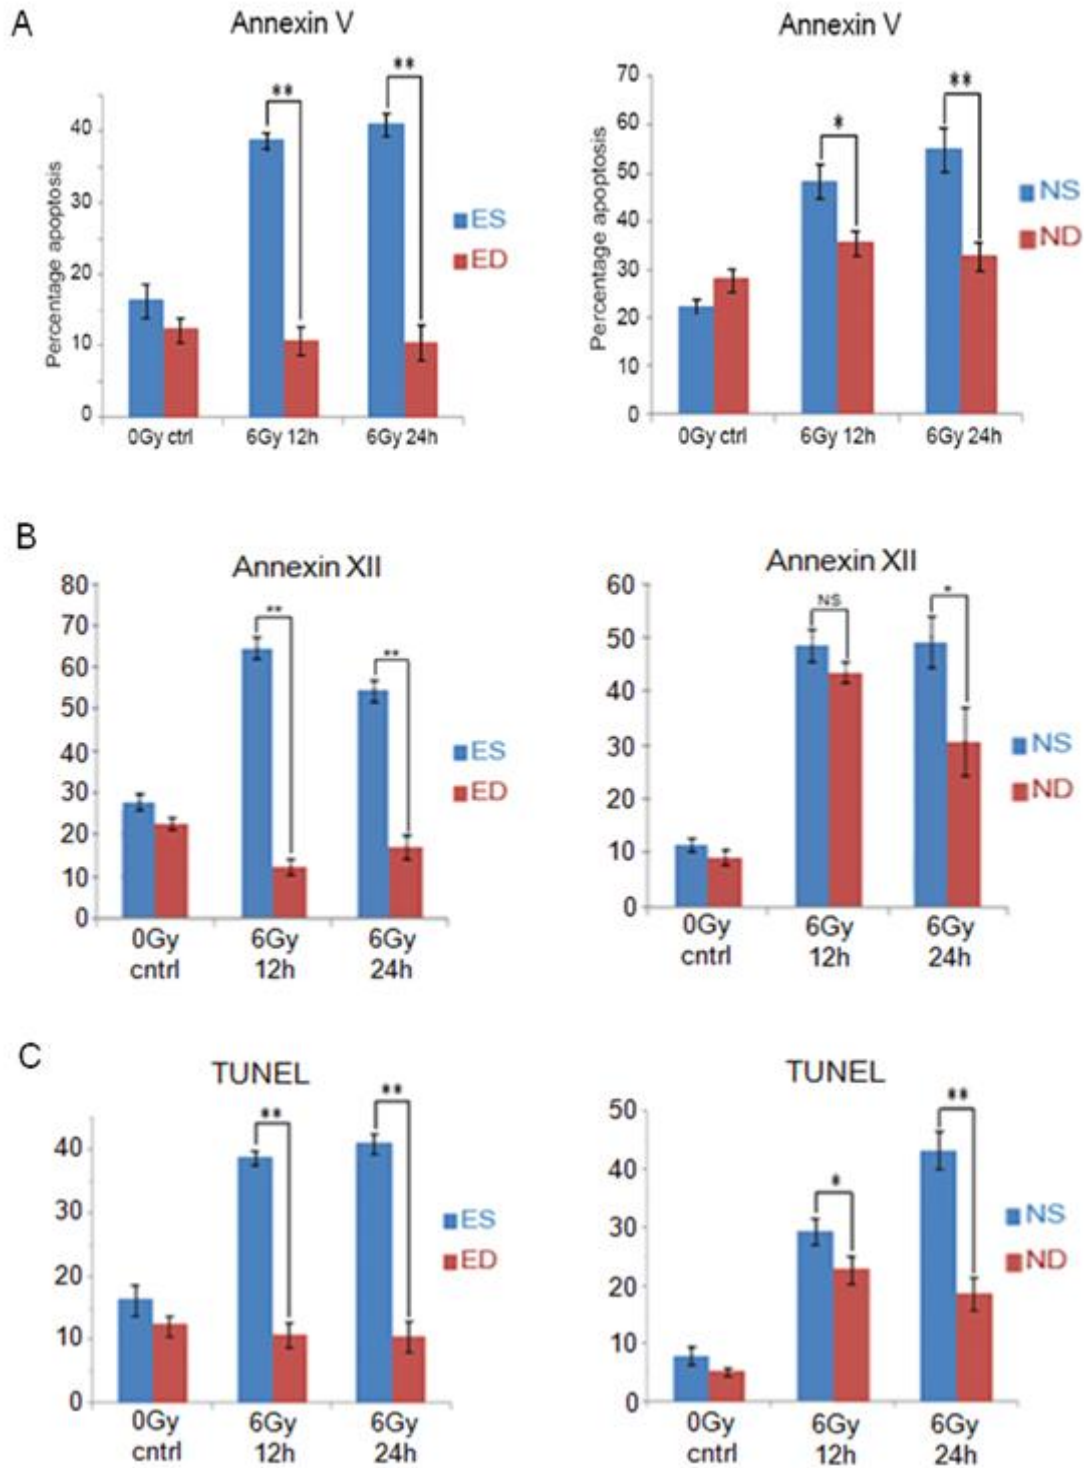 A
Annexin V
**
**
40
30
20
10
0
Percentage apoptosis
0Gy ctrl
6Gy 12h
6Gy 24h
ES
ED
Annexin V
*
**
70
60
50
40
30
20
10
0
Percentage apoptosis
0Gy ctrl
6Gy 12h
6Gy 24h
NS
ND
B
Annexin XII
**
**
80
70
60
50
40
30
20
10
0
0Gy
cntrl
6Gy
12h
6Gy
24h
ES
ED
Annexin XII
NS
*
60
50
40
30
20
10
0
0Gy
cntrl
6Gy
12h
6Gy
24h
NS
ND
C
TUNEL
**
**
40
30
20
10
0
0Gy
cntrl
6Gy
12h
6Gy
24h
ES
ED
TUNEL
*
**
50
40
30
20
10
0
0Gy
cntrl
6Gy
12h
6Gy
24h
NS
ND